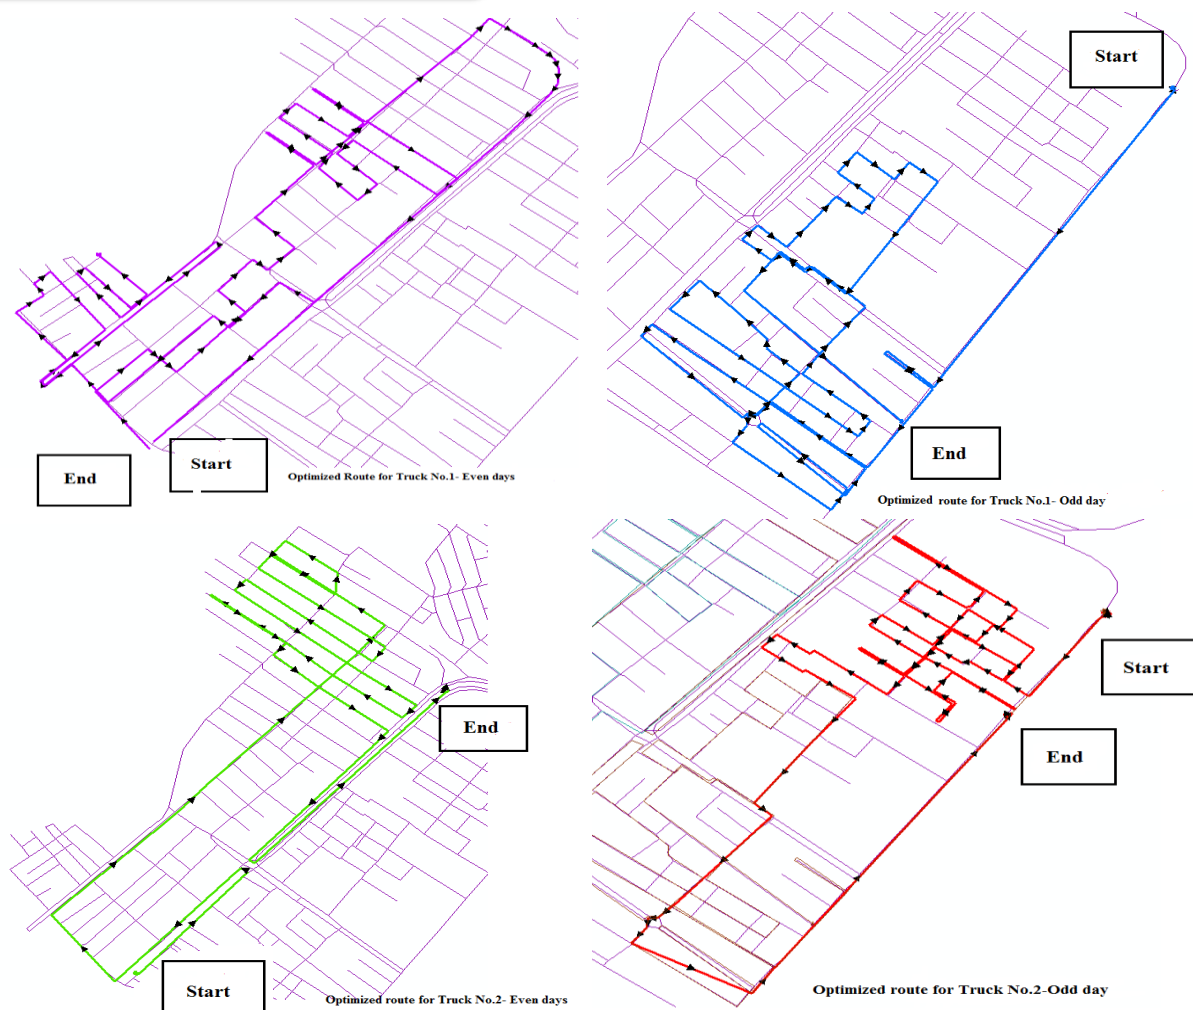 Start
End
Start
Optimized Route for Truck No.1- Even days
End
Optimized route for Truck No.1- Odd day
End
Start
Optimized route for Truck No.2- Even days
Start
End
Optimized route for Truck No.2-Odd day